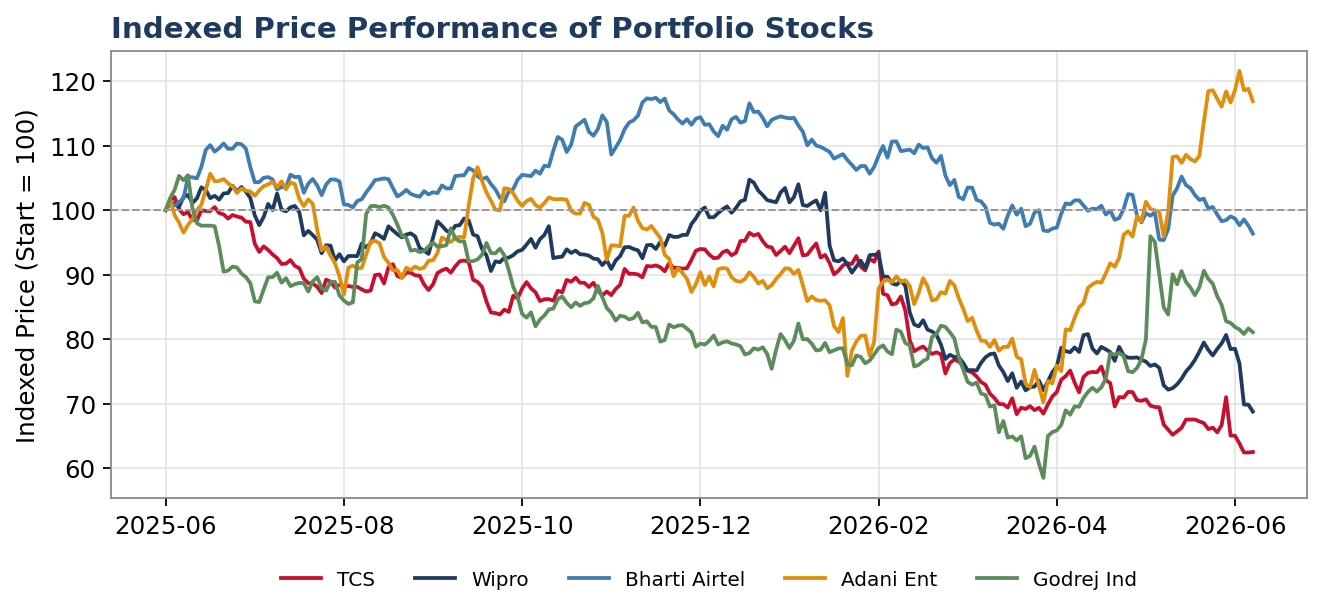 Indexed Price Performance of Portfolio Stocks
Indexed Price (Start = 100)
120
110
100
90
80
70
60
2025-06 2025-08 2025-10 2025-12 2026-02 2026-04 2026-06
TCS Wipro Bharti Airtel Adani Ent Godrej Ind